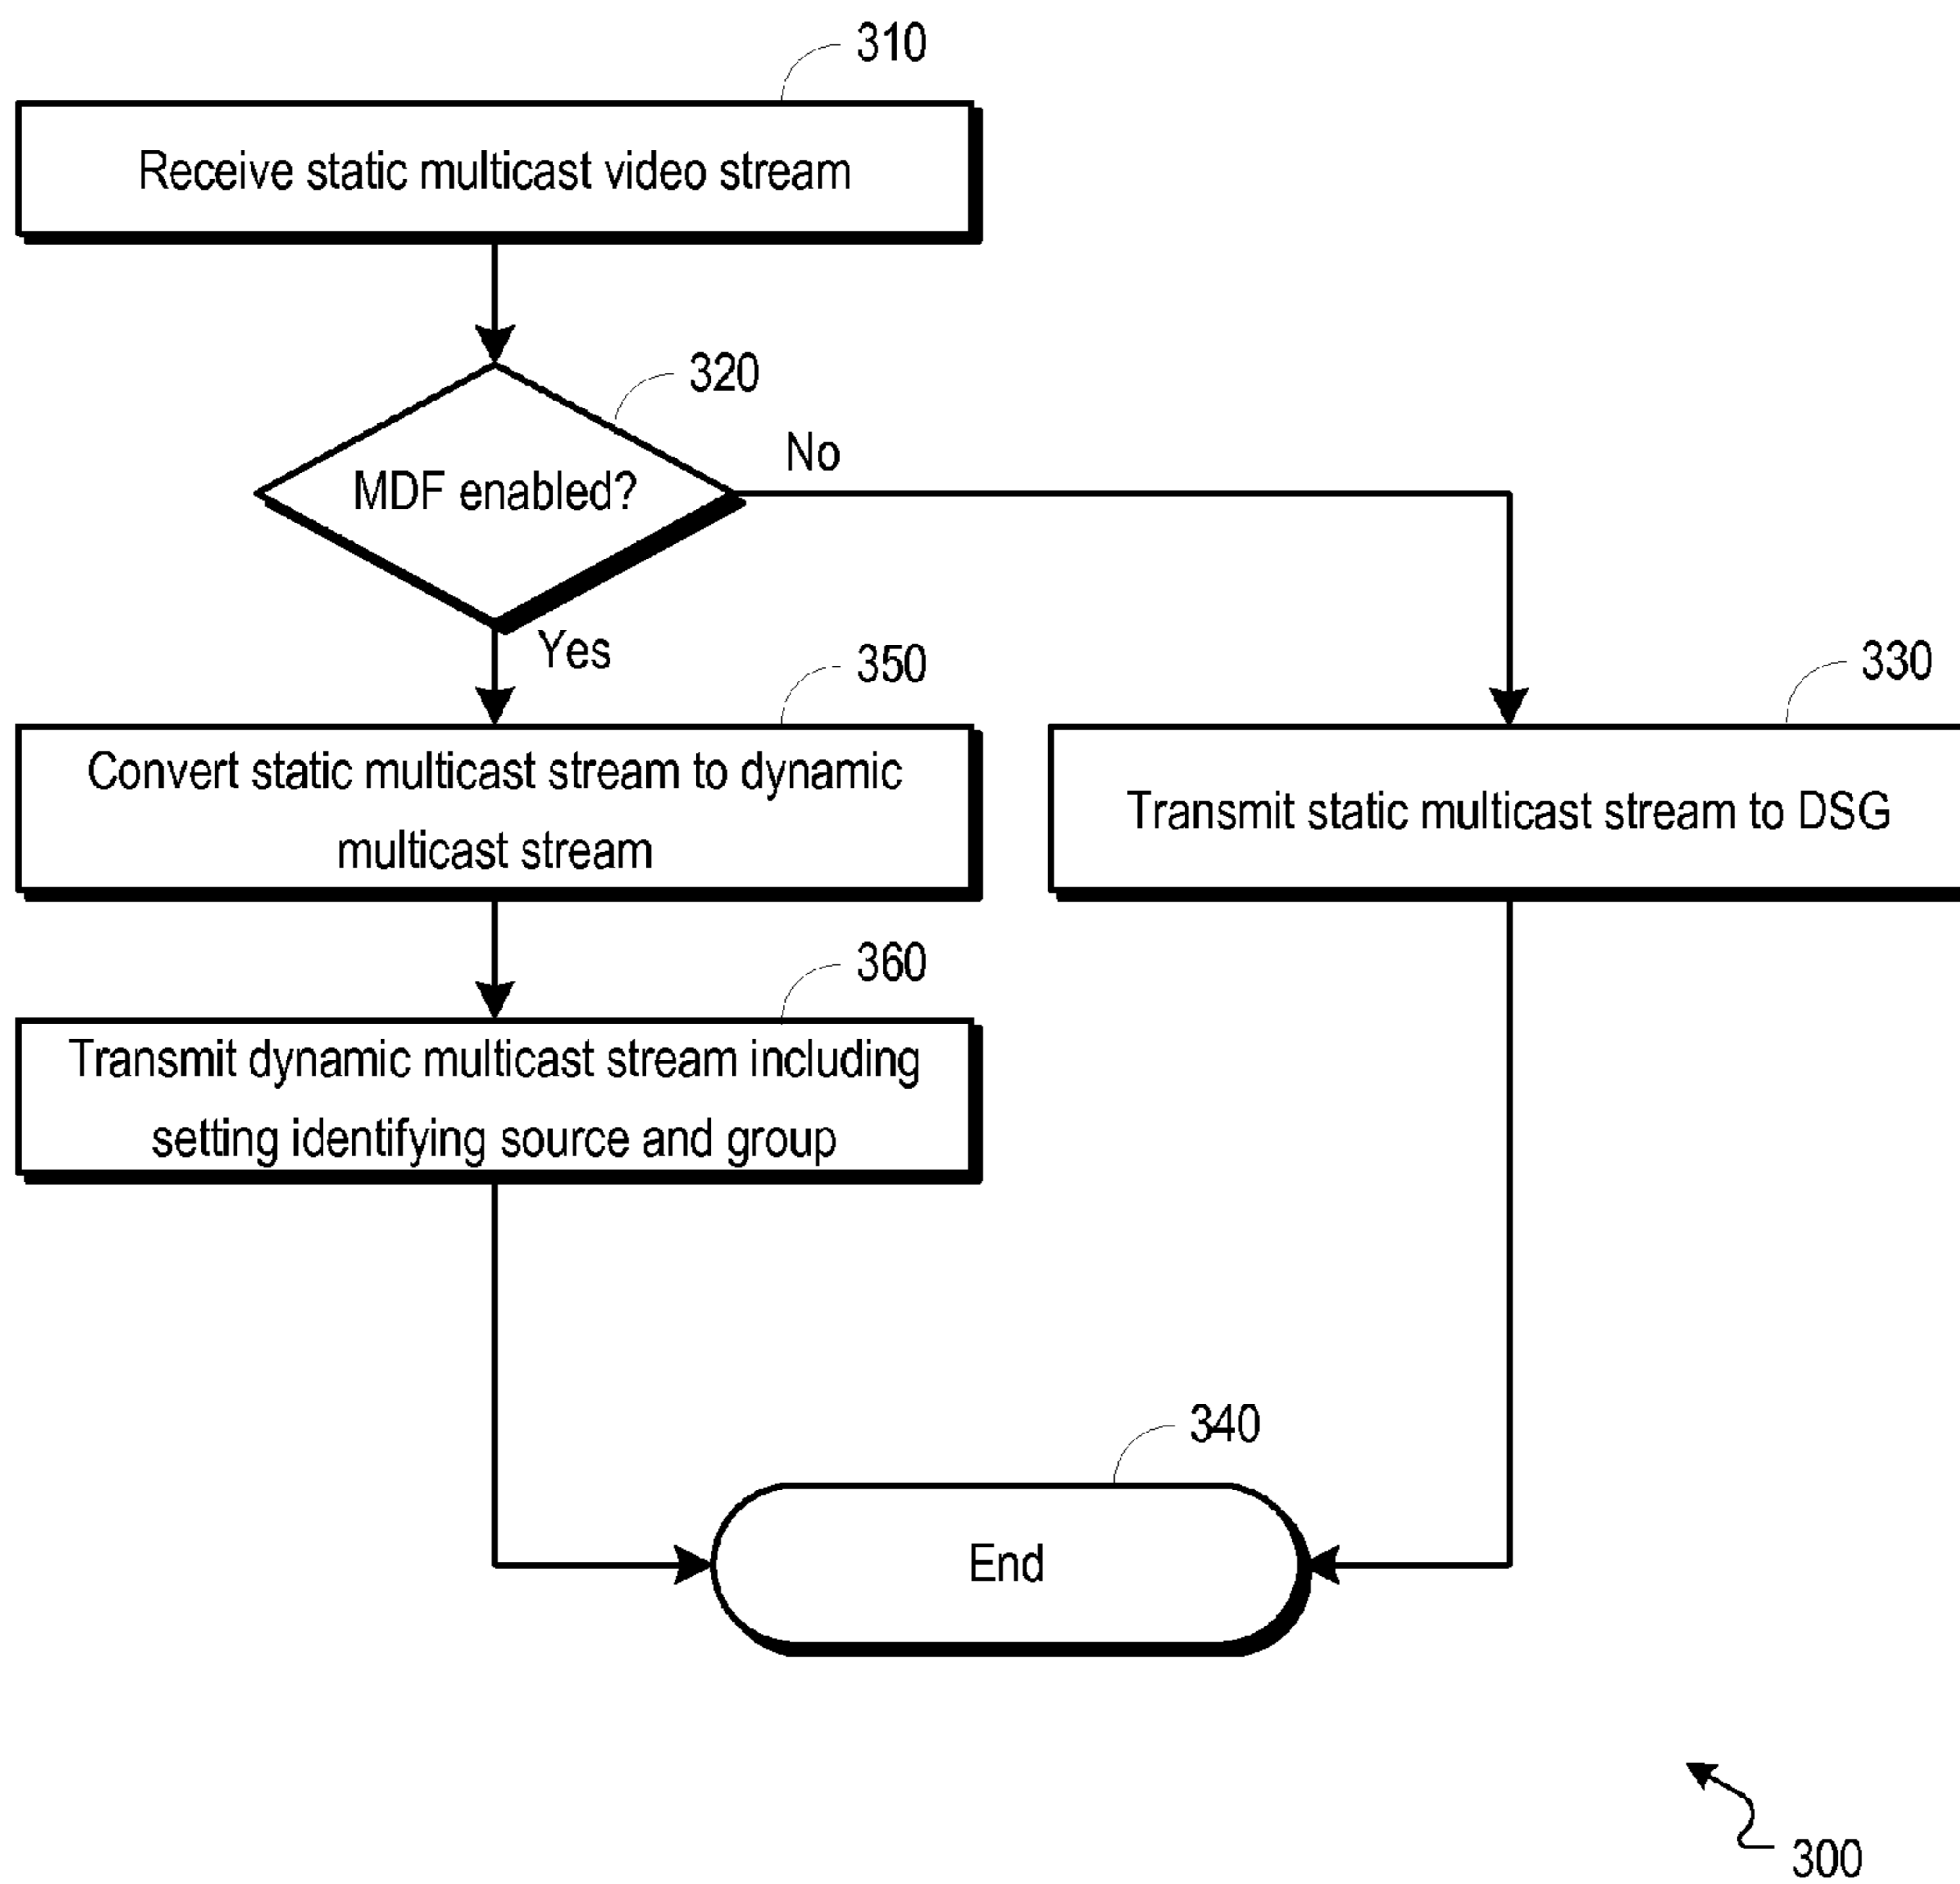 310
Receive static multicast video stream
320
MDF enabled?
No
Yes
350
Convert static multicast stream to dynamic
multicast stream
330
Transmit static multicast stream to DSG
360
Transmit dynamic multicast stream including
setting identifying source and group
340
End
300